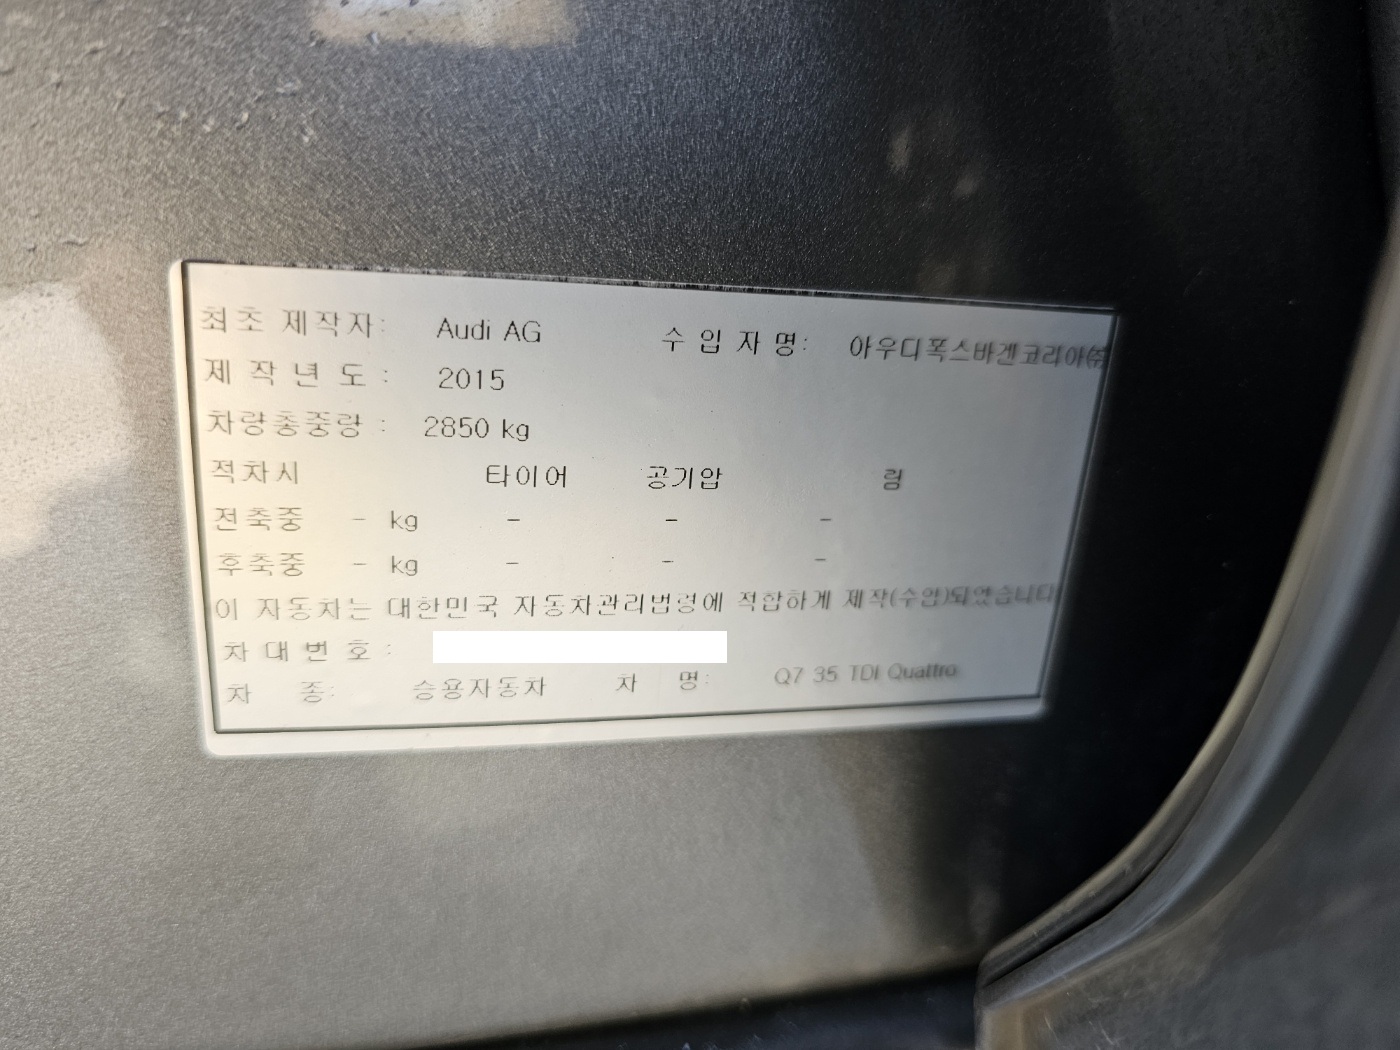 최초 제작자: Audi AG 수 입 자 명: 아우디폭스바겐코리아㈜
제 작 년 도 : 2015
차량총중량 : 2850 kg
적차시 타이어 공기압 림
전축중 - kg - - -
후축중 - kg - - -
이 자동차는 대한민국 자동차관리법령에 적합하게 제작(수입)되었습니다
차 대 번 호 :
차 종: 승용자동차 차 명: Q7 35 TDI Quattro